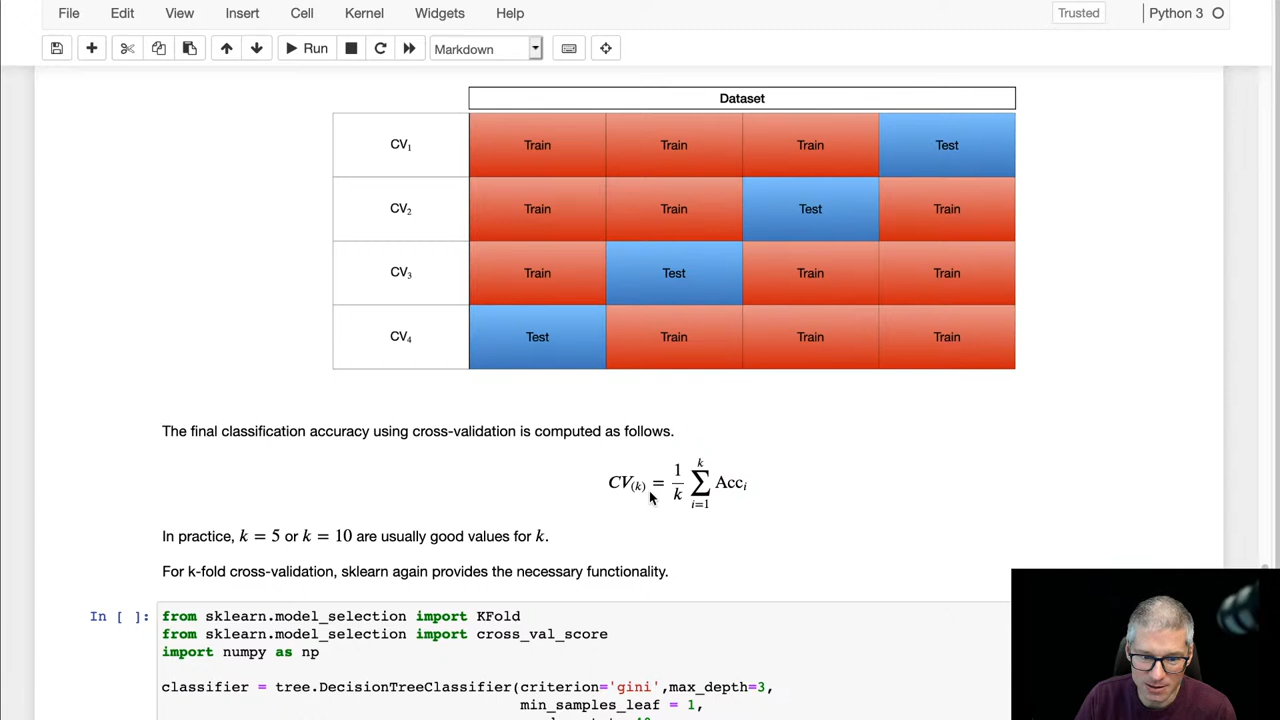 File Edit View Insert Cell Kernel Widgets Help Trusted Python 3
Run Markdown
Dataset
CV1 Train Train Train Test
CV2 Train Train Test Train
CV3 Train Test Train Train
CV4 Test Train Train Train
The final classification accuracy using cross-validation is computed as follows.
CV(k) = 1/k ∑ i=1 k Acci
In practice, k = 5 or k = 10 are usually good values for k.
For k-fold cross-validation, sklearn again provides the necessary functionality.
In [ ]: from sklearn.model_selection import KFold
from sklearn.model_selection import cross_val_score
import numpy as np
classifier = tree.DecisionTreeClassifier(criterion='gini',max_depth=3,
min_samples_leaf = 1,